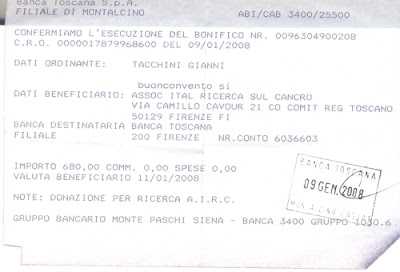 Banca Toscana S.p.A.
FILIALE DI MONTALCINO ABI/CAB 3400/25500
CONFERMIAMO L'ESECUZIONE DEL BONIFICO NR. 0096304900208
C.R.O. 0000017879968600 DEL 09/01/2008
DATI ORDINANTE: TACCHINI GIANNI
buonconvento si
DATI BENEFICIARIO: ASSOC ITAL RICERCA SUL CANCRO
VIA CAMILLO CAVOUR 21 CO COMIT REG TOSCANO
50129 FIRENZE FI
BANCA DESTINATARIA BANCA TOSCANA
FILIALE 200 FIRENZE NR.CONTO 6036603
IMPORTO 680,00 COMM. 0,00 SPESE 0,00
VALUTA BENEFICIARIO 11/01/2008
NOTE: DONAZIONE PER RICERCA A.I.R.C.
GRUPPO BANCARIO MONTE PASCHI SIENA - BANCA 3400 GRUPPO 1030.6
BANCA TOSCANA
09 GEN. 2008